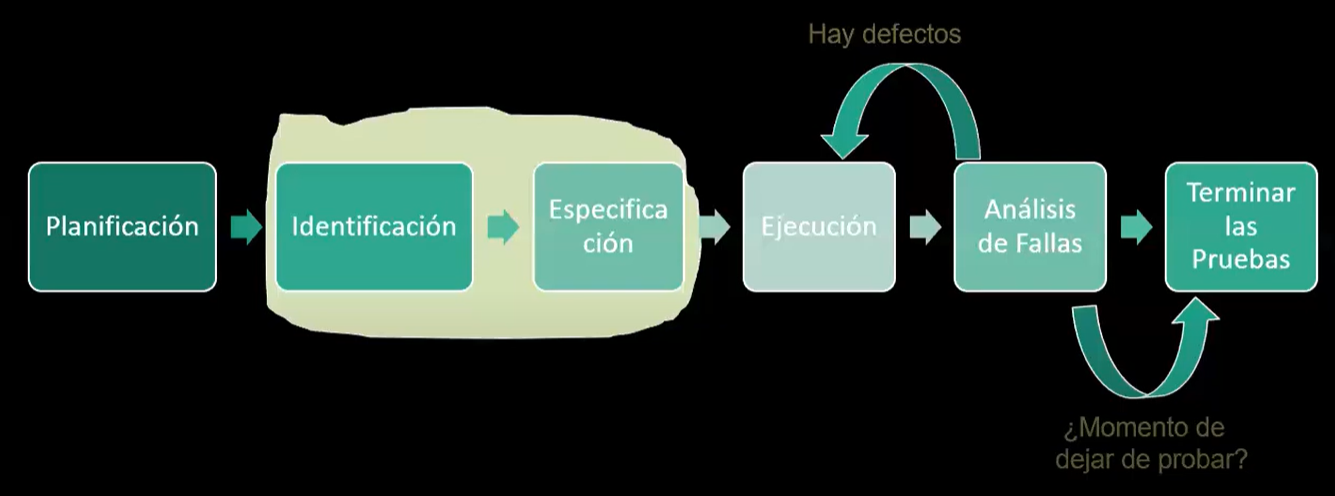 Hay defectos
Planificación
Identificación
Especifica
ción
Ejecución
Análisis
de Fallas
Terminar
las
Pruebas
¿Momento de
dejar de probar?